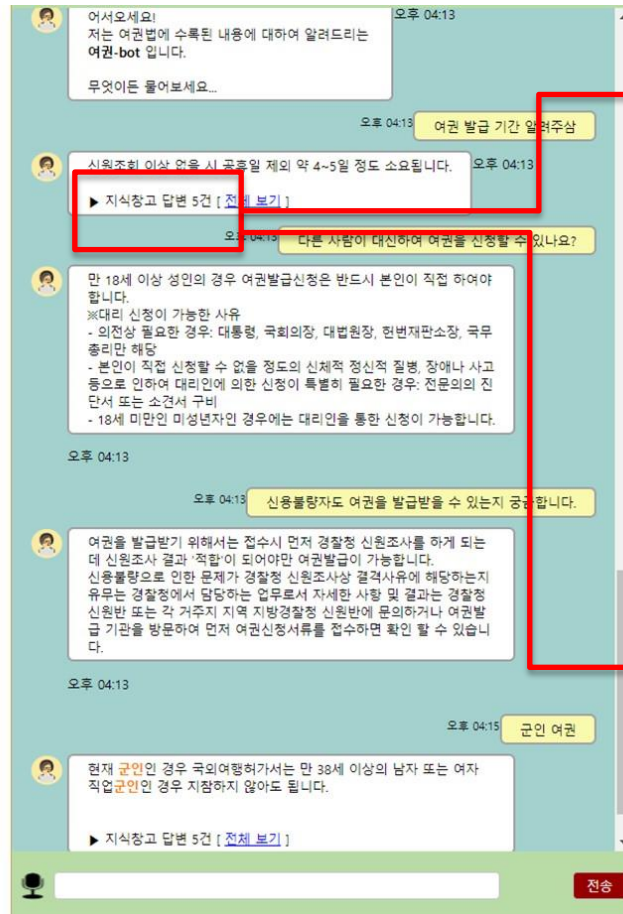 어서오세요!
오후 04:13
저는 여권법에 수록된 내용에 대하여 알려드리는
여권-bot 입니다.
무엇이든 물어보세요...
오후 04:13
여권 발급 기간 알려주삼
신원조회 이상 없을 시 공휴일 제외 약 4~5일 정도 소요됩니다.
오후 04:13
▶ 지식창고 답변 5건 [ 전체 보기 ]
오후 04:13
다른 사람이 대신하여 여권을 신청할 수 있나요?
만 18세 이상 성인의 경우 여권발급신청은 반드시 본인이 직접 하여야
합니다.
※대리 신청이 가능한 사유
- 의전상 필요한 경우: 대통령, 국회의장, 대법원장, 헌번재판소장, 국무
총리만 해당
- 본인이 직접 신청할 수 없을 정도의 신체적 정신적 질병, 장애나 사고
등으로 인하여 대리인에 의한 신청이 특별히 필요한 경우: 전문의의 진
단서 또는 소견서 구비
- 18세 미만인 미성년자인 경우에는 대리인을 통한 신청이 가능합니다.
오후 04:13
오후 04:13
신용불량자도 여권을 발급받을 수 있는지 궁금합니다.
여권을 발급받기 위해서는 접수시 먼저 경찰청 신원조사를 하게 되는
데 신원조사 결과 '적합'이 되어야만 여권발급이 가능합니다.
신용불량으로 인한 문제가 경찰청 신원조사상 결격사유에 해당하는지
유무는 경찰청에서 담당하는 업무로서 자세한 사항 및 결과는 경찰청
신원반 또는 각 거주지 지역 지방경찰청 신원반에 문의하거나 여권발
급 기관을 방문하여 먼저 여권신청서류를 접수하면 확인 할 수 있습니
다.
오후 04:13
오후 04:15
군인 여권
현재 군인인 경우 국외여행허가서는 만 38세 이상의 남자 또는 여자
직업군인인 경우 지참하지 않아도 됩니다.
▶ 지식창고 답변 5건 [ 전체 보기 ]
전송